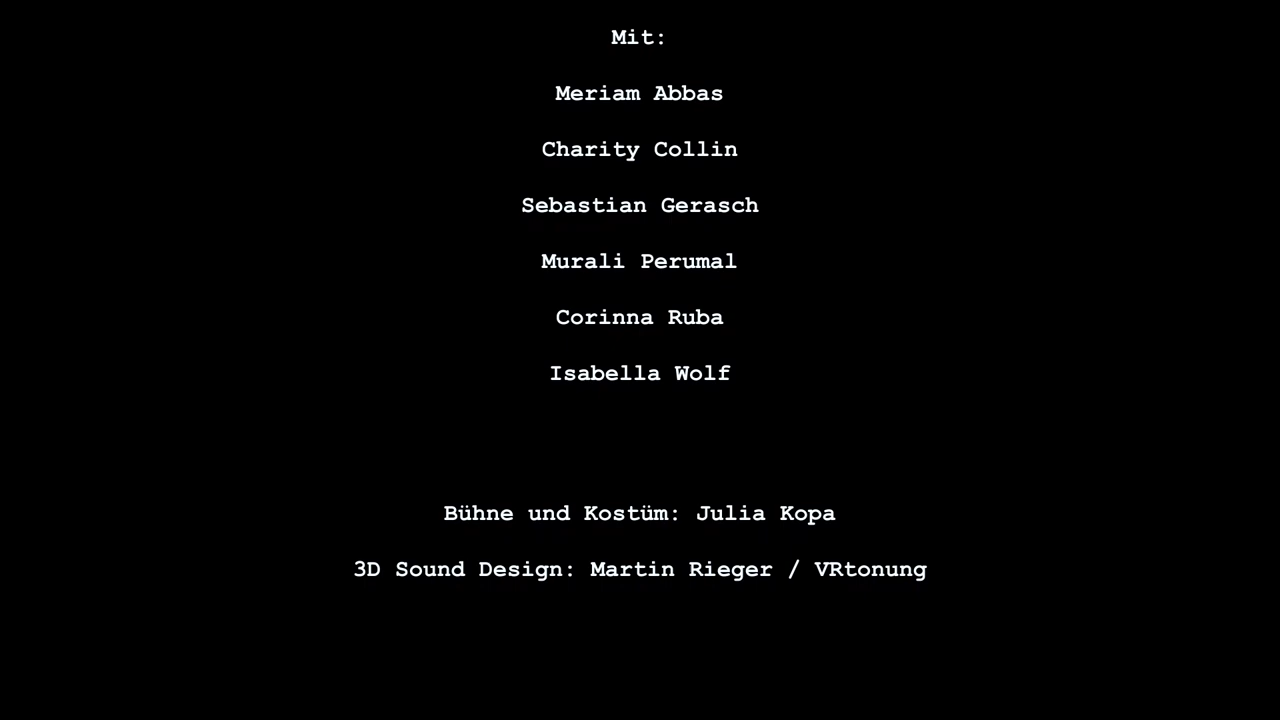 Mit:
Meriam Abbas
Charity Collin
Sebastian Gerasch
Murali Perumal
Corinna Ruba
Isabella Wolf
Bühne und Kostüm: Julia Kopa
3D Sound Design: Martin Rieger / VRtonung